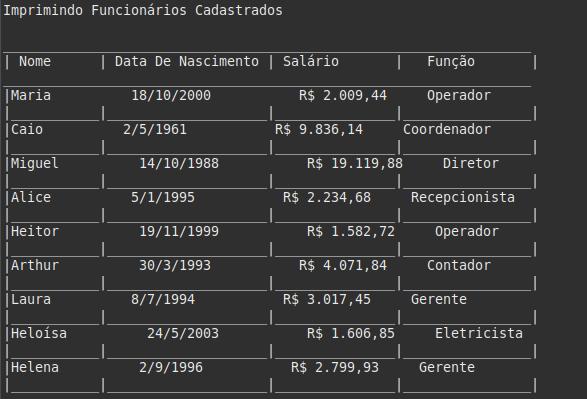 Imprimindo Funcionários Cadastrados
| Nome | Data De Nascimento | Salário | Função |
|Maria 18/10/2000 R$ 2.009,44 Operador
|Caio 2/5/1961 R$ 9.836,14 Coordenador
|Miguel 14/10/1988 R$ 19.119,88 Diretor
|Alice 5/1/1995 R$ 2.234,68 Recepcionista
|Heitor 19/11/1999 R$ 1.582,72 Operador
|Arthur 30/3/1993 R$ 4.071,84 Contador
|Laura 8/7/1994 R$ 3.017,45 Gerente
|Heloísa 24/5/2003 R$ 1.606,85 Eletricista
|Helena 2/9/1996 R$ 2.799,93 Gerente